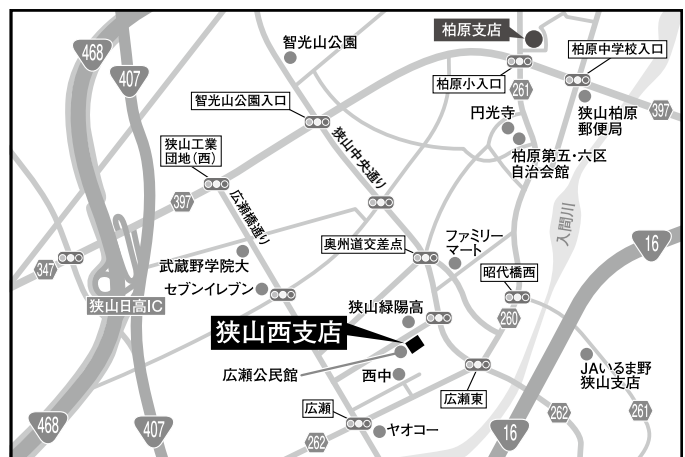 468
407
智光山公園
柏原支店
柏原中学校入口
柏原小入口
261
智光山公園入口
狭山中央通り
円光寺
狭山柏原
郵便局
397
柏原第五・六区
自治会館
狭山工業
団地(西)
397
広瀬橋通り
入間川
16
奥州道交差点
ファミリー
マート
武蔵野学院大
347
セブンイレブン
昭代橋西
狭山日高IC
狭山緑陽高
260
狭山西支店
広瀬公民館
西中
広瀬東
JAいるま野
狭山支店
468
407
広瀬
262
ヤオコー
16
262
261